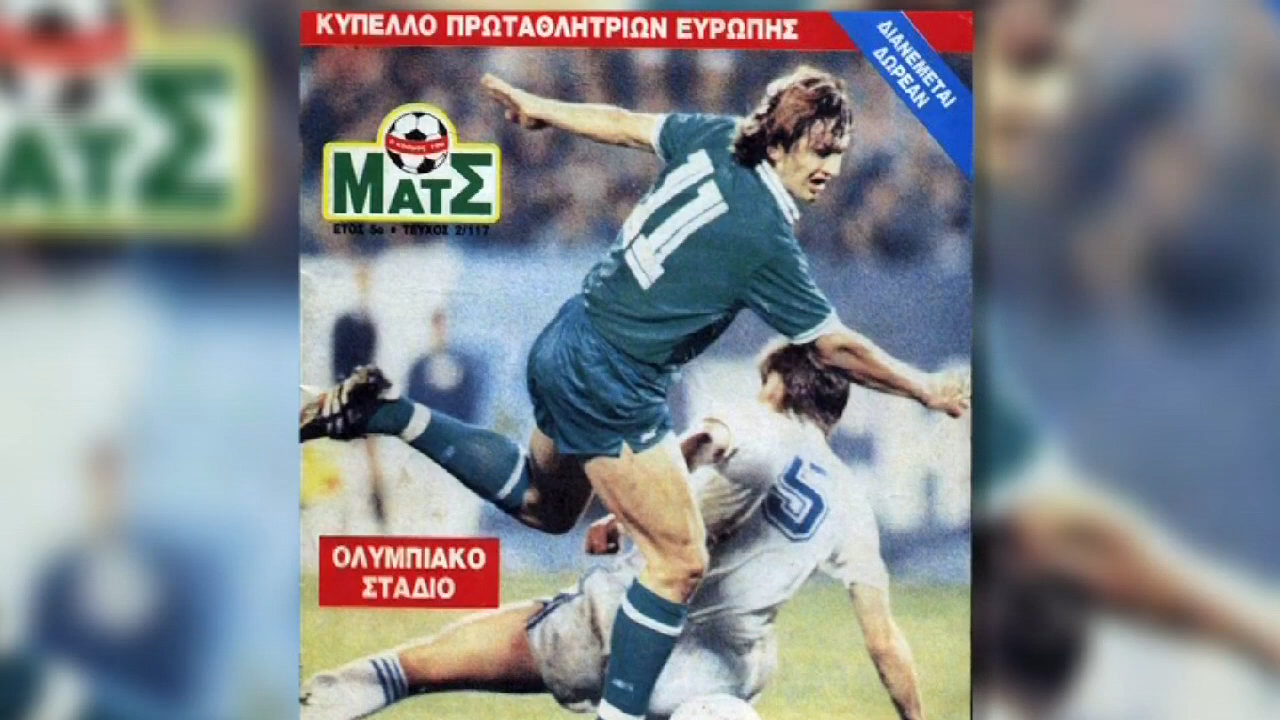 ΚΥΠΕΛΛΟ ΠΡΩΤΑΘΛΗΤΡΙΩΝ ΕΥΡΩΠΗΣ
ΔΙΑΝΕΜΕΤΑΙ
ΔΩΡΕΑΝ
ΜΑΤΣ
ΕΤΟΣ 5ο • ΤΕΥΧΟΣ 2/117
11
5
ΟΛΥΜΠΙΑΚΟ
ΣΤΑΔΙΟ